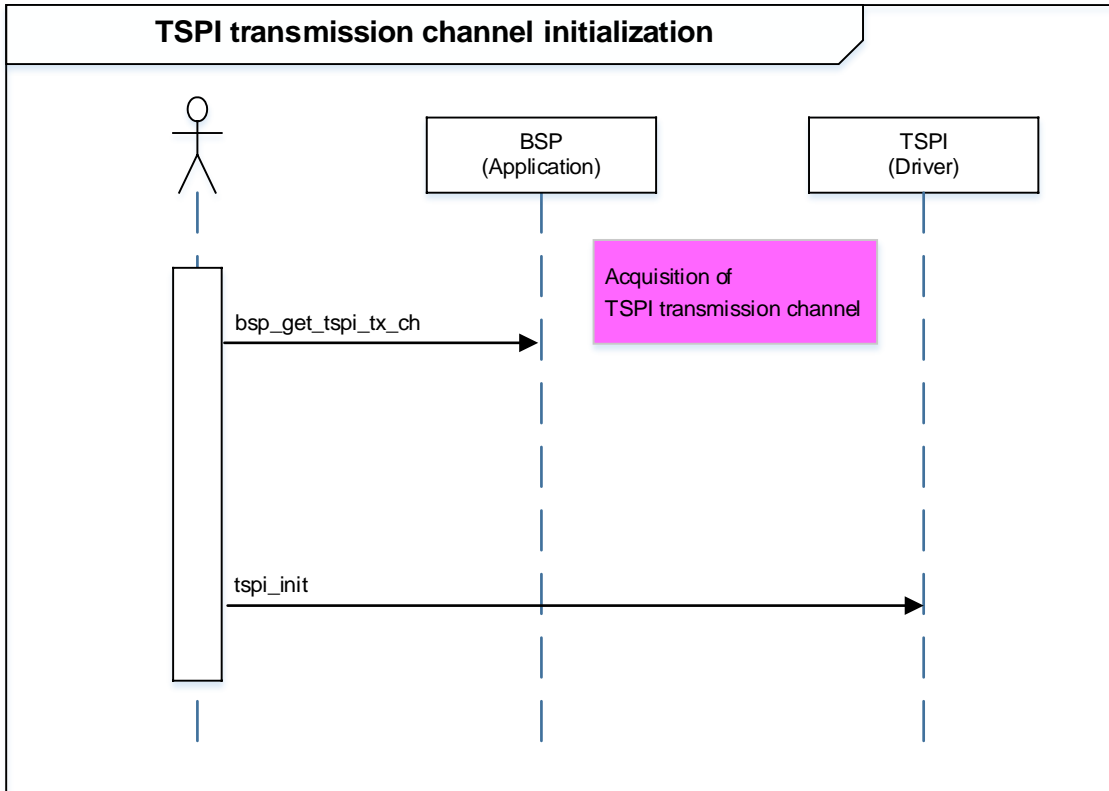 TSPI transmission channel initialization
BSP
(Application)
TSPI
(Driver)
Acquisition of
TSPI transmission channel
bsp_get_tspi_tx_ch
tspi_init